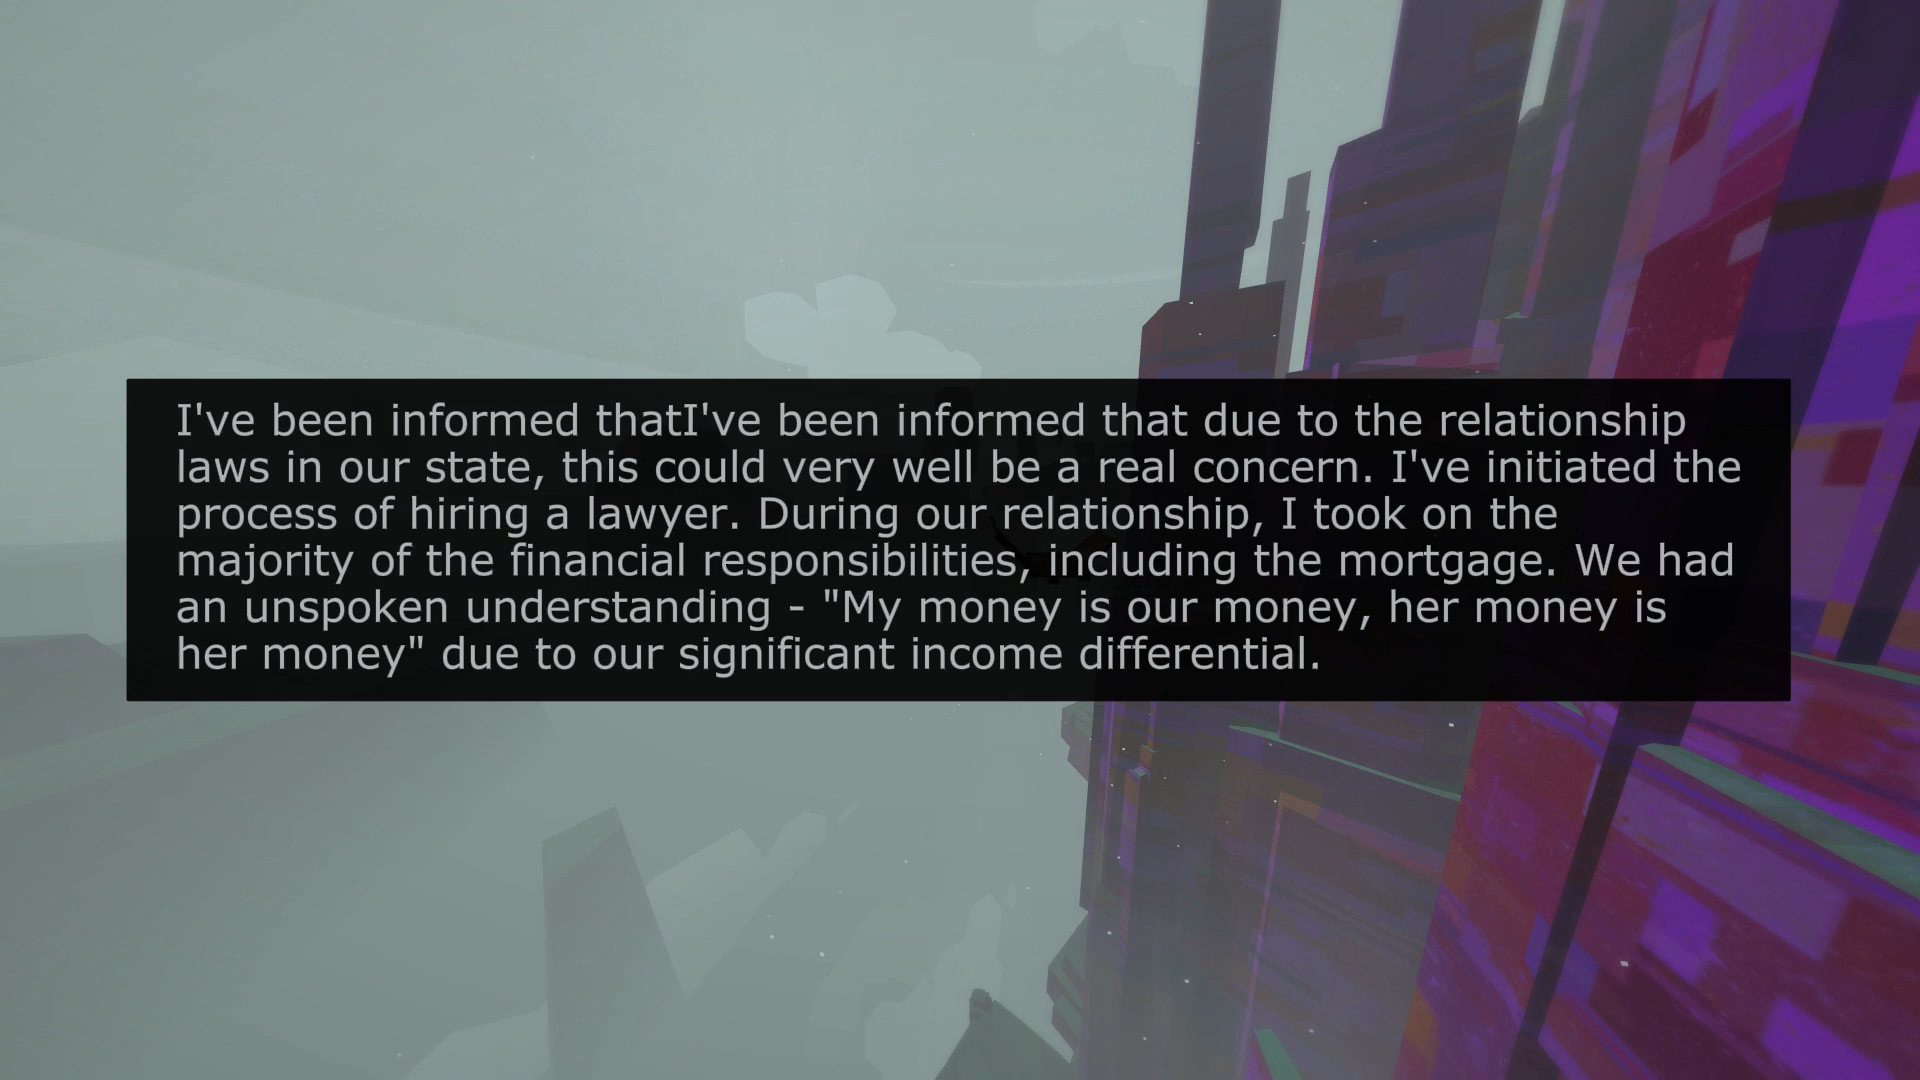 I've been informed thatI've been informed that due to the relationship
laws in our state, this could very well be a real concern. I've initiated the
process of hiring a lawyer. During our relationship, I took on the
majority of the financial responsibilities, including the mortgage. We had
an unspoken understanding - "My money is our money, her money is
her money" due to our significant income differential.